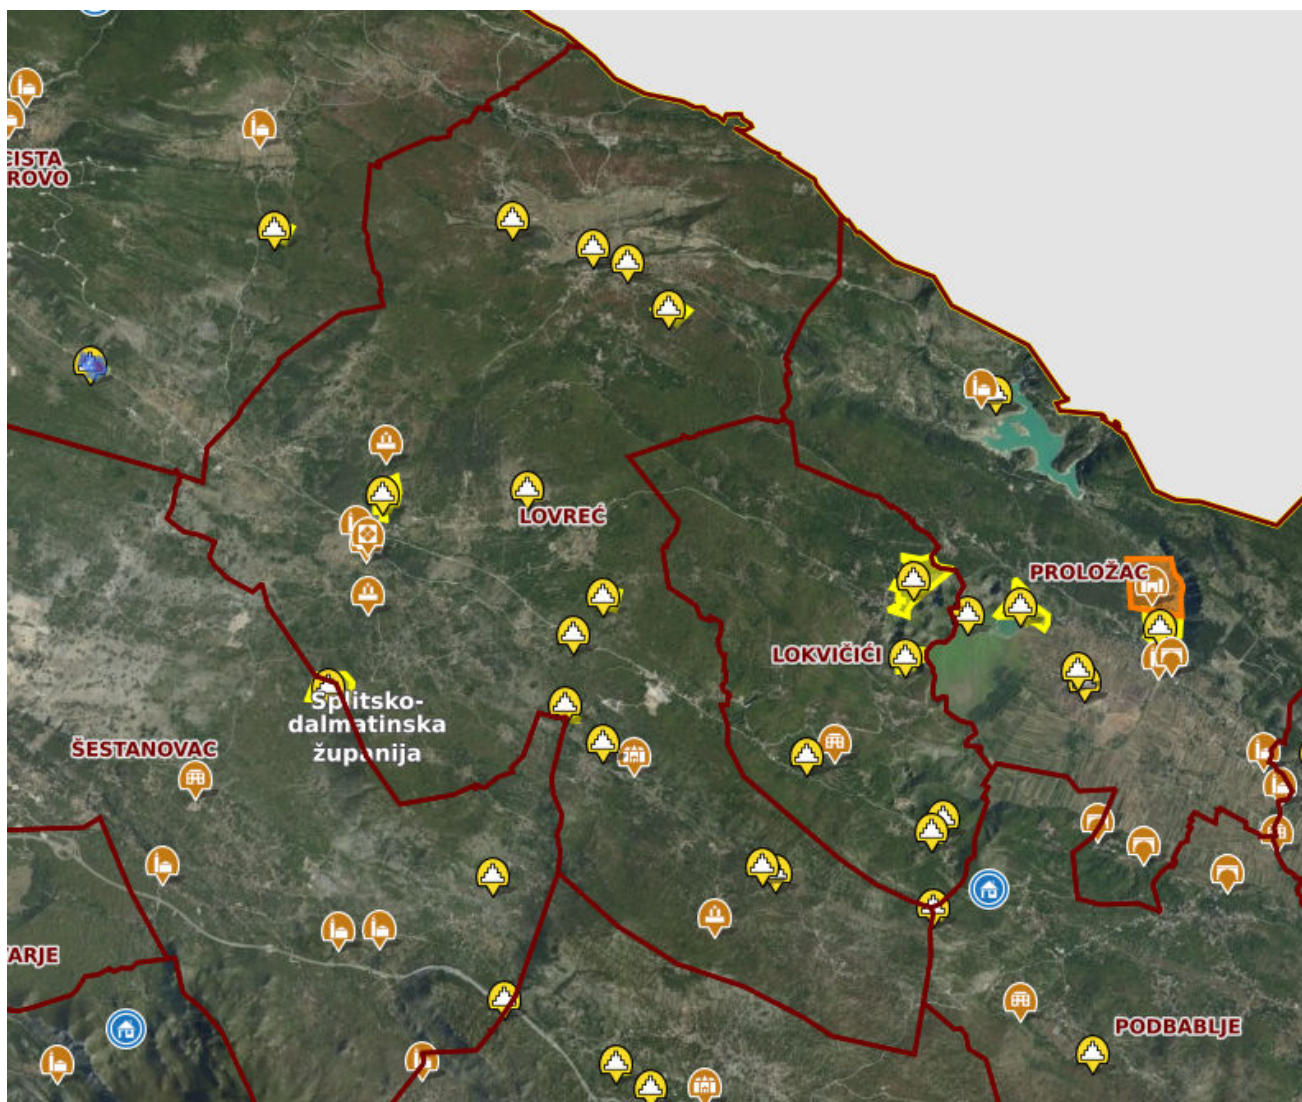 CISTA
ROVO
LOVREĆ
PROLOŽAC
LOKVIČIĆI
Splitsko-
dalmatinska
županija
ŠESTANOVAC
ARJE
PODBABLJE